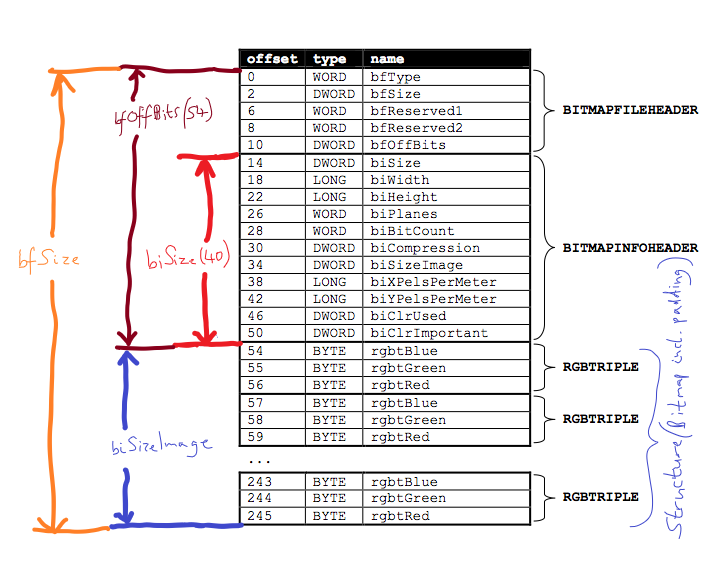 offset type name
0 WORD bfType
2 DWORD bfSize
6 WORD bfReserved1
8 WORD bfReserved2
10 DWORD bfOffBits
BITMAPFILEHEADER
14 DWORD biSize
18 LONG biWidth
22 LONG biHeight
26 WORD biPlanes
28 WORD biBitCount
30 DWORD biCompression
34 DWORD biSizeImage
38 LONG biXPelsPerMeter
42 LONG biYPelsPerMeter
46 DWORD biClrUsed
50 DWORD biClrImportant
BITMAPINFOHEADER
54 BYTE rgbtBlue
55 BYTE rgbtGreen
56 BYTE rgbtRed
RGBTRIPLE
57 BYTE rgbtBlue
58 BYTE rgbtGreen
59 BYTE rgbtRed
RGBTRIPLE
...
243 BYTE rgbtBlue
244 BYTE rgbtGreen
245 BYTE rgbtRed
RGBTRIPLE
bfOffBits(54)
bfSize
biSize(40)
biSizeImage
Structure(Bitmap incl. padding)